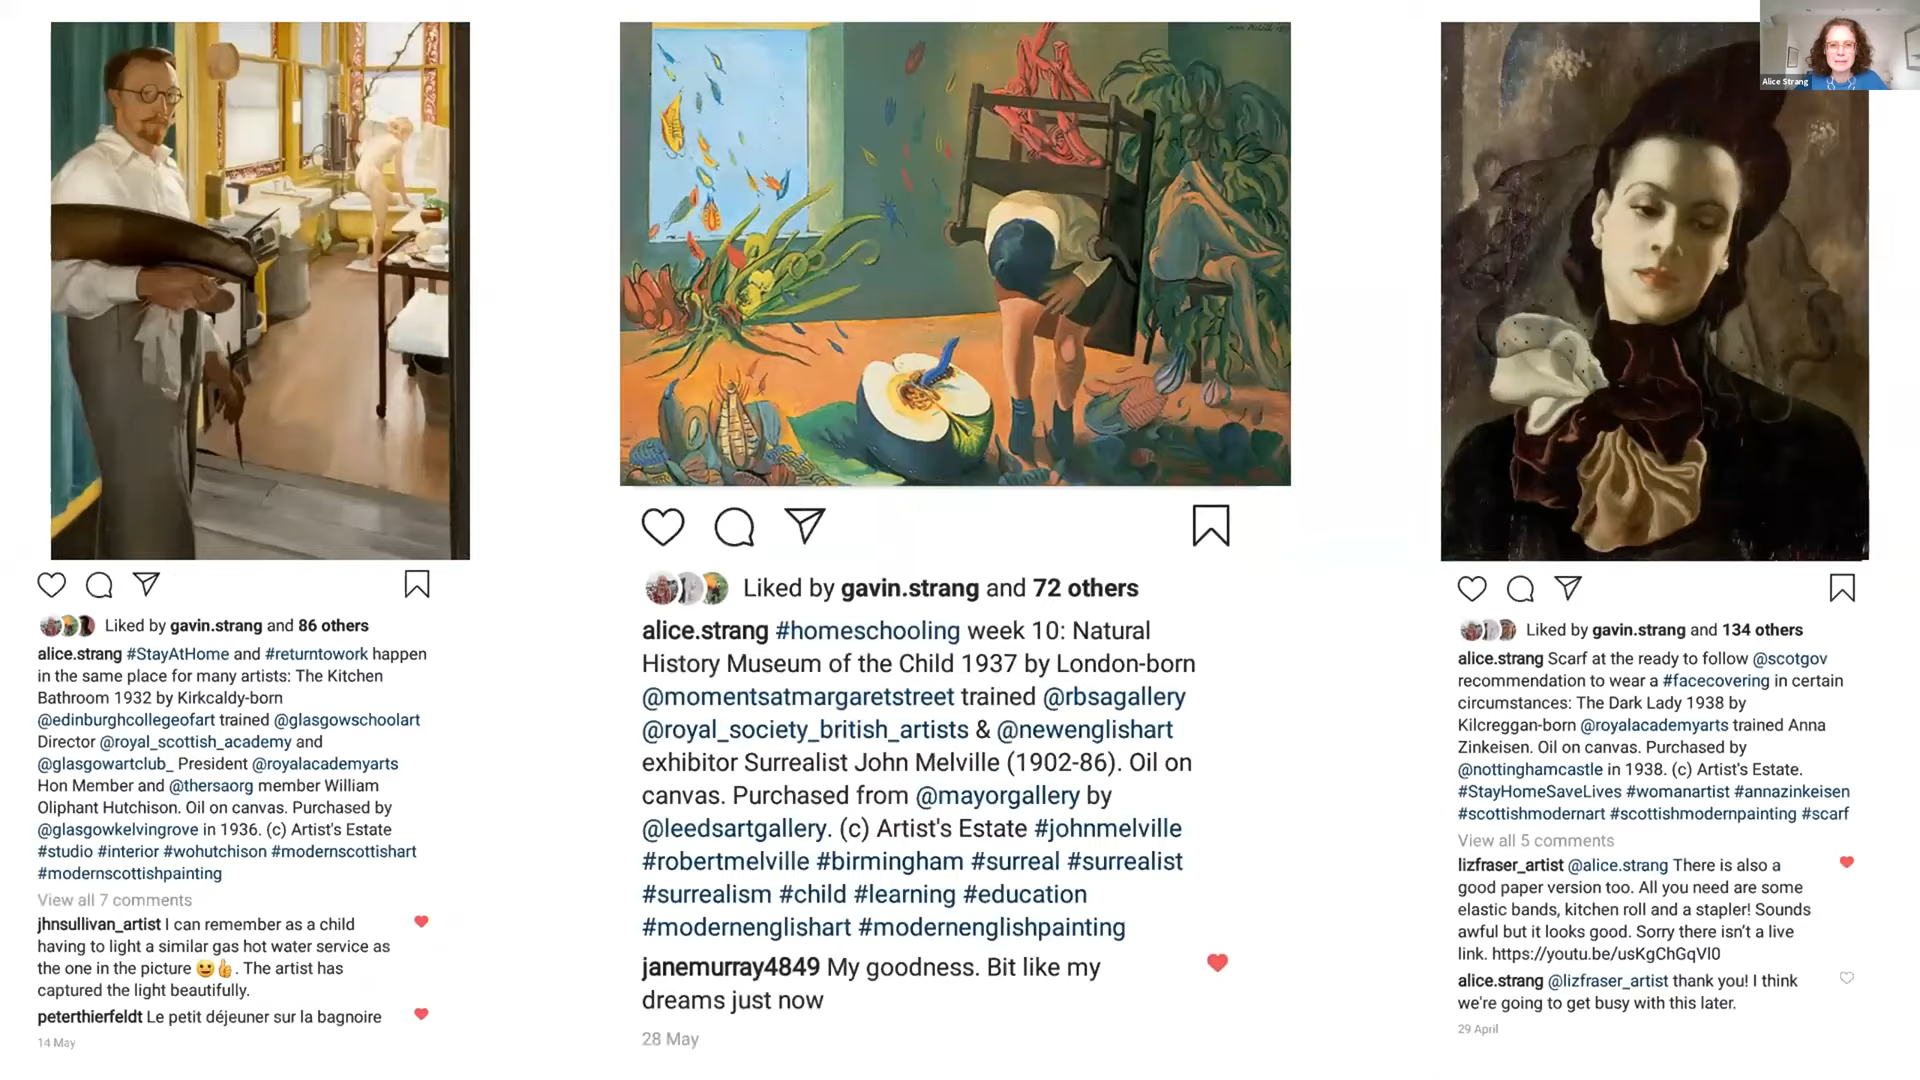 Liked by gavin.strang and 86 others
alice.strang #StayAtHome and #returntowork happen
in the same place for many artists: The Kitchen
Bathroom 1932 by Kirkcaldy-born
@edinburghcollegeofart trained @glasgowschoolart
Director @royal_scottish_academy and
@glasgowartclub_ President @royalacademyarts
Hon Member and @thersaorg member William
Oliphant Hutchison. Oil on canvas. Purchased by
@glasgowkelvingrove in 1936. (c) Artist's Estate
#studio #interior #wohutchison #modernscottishart
#modernscottishpainting
View all 7 comments
jhnsullivan_artist I can remember as a child
having to light a similar gas hot water service as
the one in the picture 😀👍. The artist has
captured the light beautifully.
peterthierfeldt Le petit déjeuner sur la bagnoire
14 May
Liked by gavin.strang and 72 others
alice.strang #homeschooling week 10: Natural
History Museum of the Child 1937 by London-born
@momentsatmargaretstreet trained @rbsagallery
@royal_society_british_artists & @newenglishart
exhibitor Surrealist John Melville (1902-86). Oil on
canvas. Purchased from @mayorgallery by
@leedsartgallery. (c) Artist's Estate #johnmelville
#robertmelville #birmingham #surreal #surrealist
#surrealism #child #learning #education
#modernenglishart #modernenglishpainting
janemurray4849 My goodness. Bit like my
dreams just now
28 May
Alice Strang
Liked by gavin.strang and 134 others
alice.strang Scarf at the ready to follow @scotgov
recommendation to wear a #facecovering in certain
circumstances: The Dark Lady 1938 by
Kilcreggan-born @royalacademyarts trained Anna
Zinkeisen. Oil on canvas. Purchased by
@nottinghamcastle in 1938. (c) Artist's Estate.
#StayHomeSaveLives #womanartist #annazinkeisen
#scottishmodernart #scottishmodernpainting #scarf
View all 5 comments
lizfraser_artist @alice.strang There is also a
good paper version too. All you need are some
elastic bands, kitchen roll and a stapler! Sounds
awful but it looks good. Sorry there isn't a live
link. https://youtu.be/usKgChGqVl0
alice.strang @lizfraser_artist thank you! I think
we're going to get busy with this later.
29 April